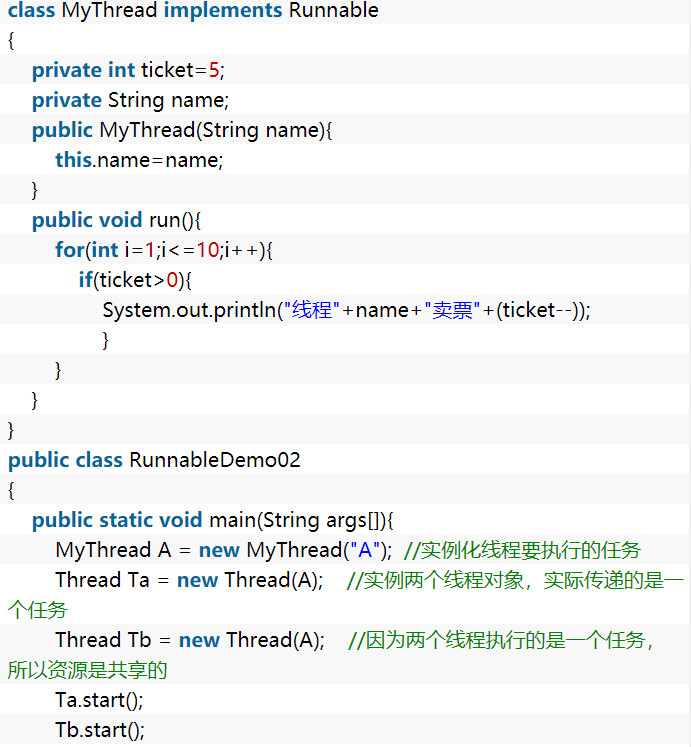 class MyThread implements Runnable
{
    private int ticket=5;
    private String name;
    public MyThread(String name){
        this.name=name;
    }
    public void run(){
        for(int i=1;i<=10;i++){
            if(ticket>0){
                System.out.println("线程"+name+"卖票"+(ticket--));
                }
        }
    }
}
public class RunnableDemo02
{
    public static void main(String args[]){
        MyThread A = new MyThread("A");  //实例化线程要执行的任务
        Thread Ta = new Thread(A);    //实例两个线程对象，实际传递的是一
个任务
        Thread Tb = new Thread(A);    //因为两个线程执行的是一个任务，
所以资源是共享的
        Ta.start();
        Tb.start();